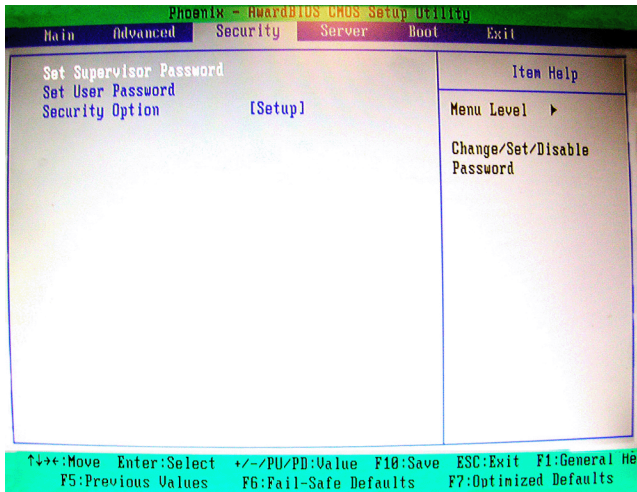 Phoenix - AwardBIOS CMOS Setup Utility
Main Advanced Security Server Boot Exit
Set Supervisor Password
Set User Password
Security Option [Setup]
Item Help
Menu Level ▶
Change/Set/Disable
Password
↑↓→←:Move Enter:Select +/-/PU/PD:Value F10:Save ESC:Exit F1:General He
F5:Previous Values F6:Fail-Safe Defaults F7:Optimized Defaults